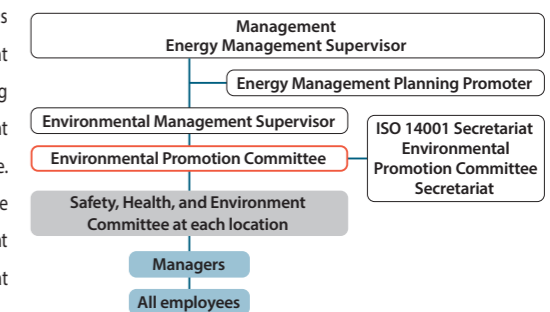 s
Management
Energy Management Supervisor
t
g
Energy Management Planning Promoter
t
Environmental Management Supervisor
ISO 14001 Secretariat
Environmental
Promotion Committee
Secretariat
e.
Environmental Promotion Committee
e
Safety, Health, and Environment
Committee at each location
t
Managers
t
All employees